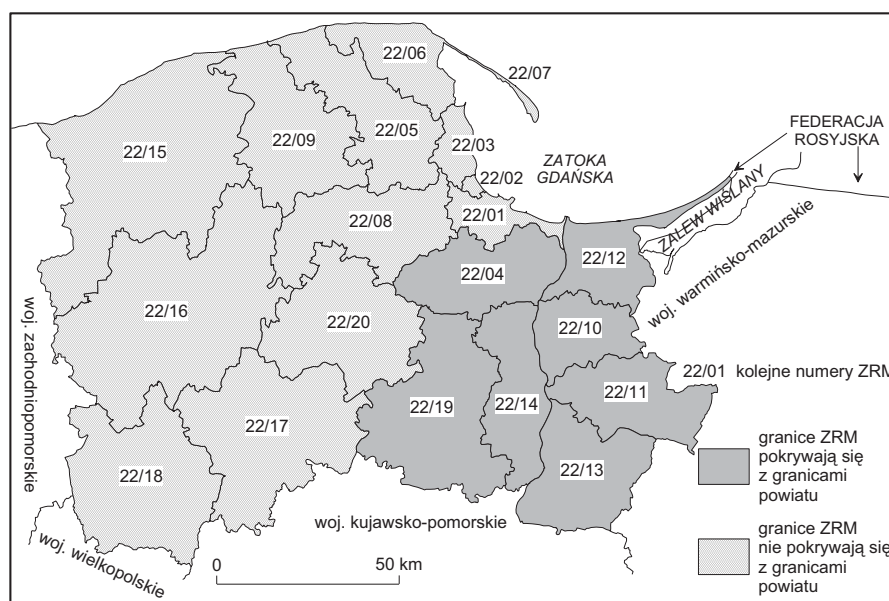 22/06
22/07
22/15
22/09
22/05
22/03
FEDERACJA
ROSYJSKA
ZATOKA
GDAŃSKA
22/02
22/08
22/01
ZALEW WIŚLANY
22/04
22/12
woj. warmińsko-mazurskie
woj. zachodniopomorskie
22/16
22/20
22/10
22/01 kolejne numery ZRM
22/11
22/19
22/14
22/17
22/18
22/13
granice ZRM
pokrywają się
z granicami
powiatu
woj. kujawsko-pomorskie
woj. wielkopolskie
granice ZRM
nie pokrywają się
z granicami
powiatu
0 50 km